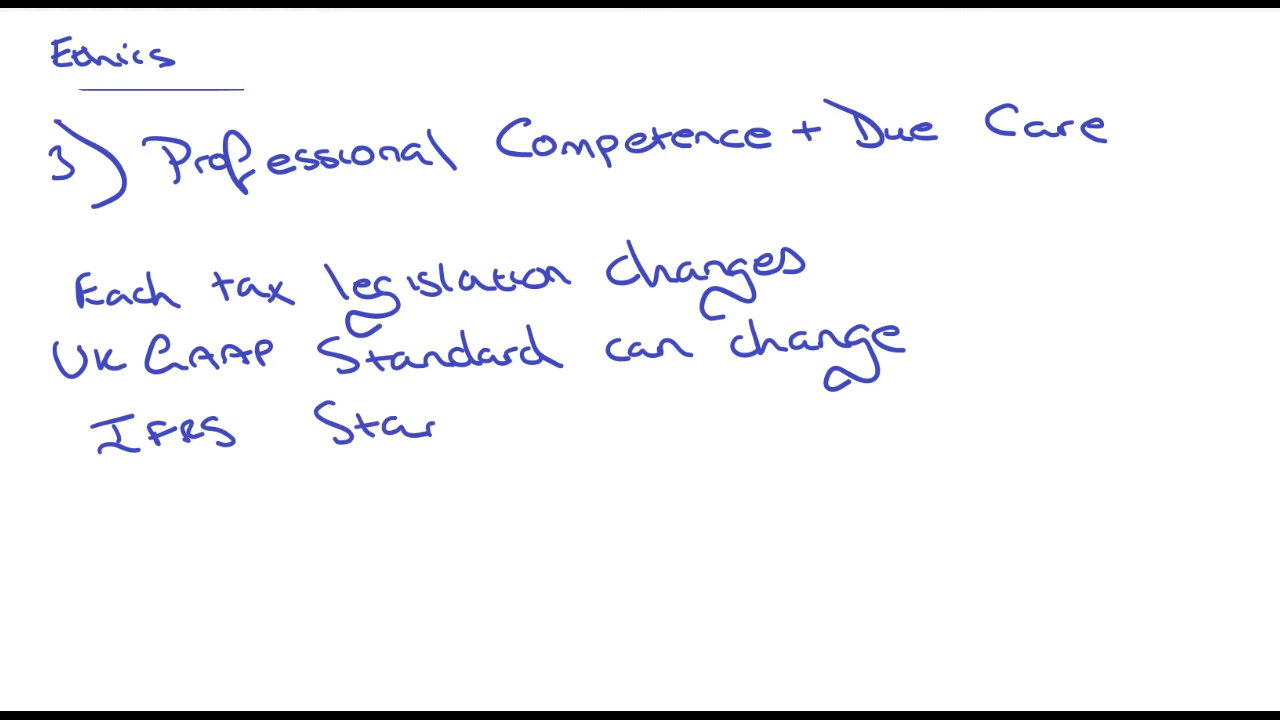 Ethics
3) Professional Competence + Due Care
Each tax legislation changes
UK GAAP Standard can change
IFRS Star